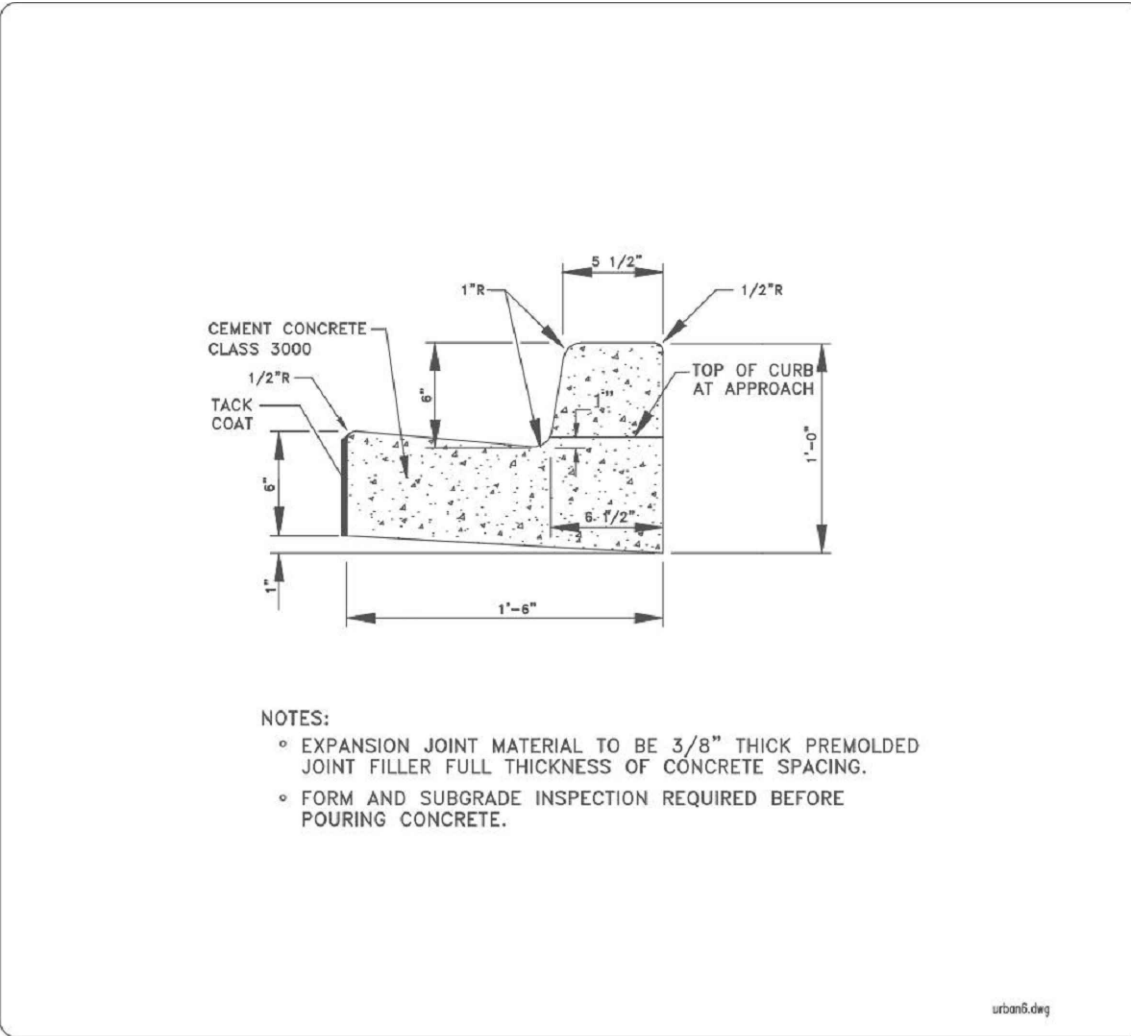 5 1/2"
1"R
1/2"R
CEMENT CONCRETE
CLASS 3000
1/2"R
TACK
COAT
6"
1"
TOP OF CURB
AT APPROACH
1'-0"
6"
6 1/2"
1"
1'-6"
NOTES:
° EXPANSION JOINT MATERIAL TO BE 3/8" THICK PREMOLDED
JOINT FILLER FULL THICKNESS OF CONCRETE SPACING.
° FORM AND SUBGRADE INSPECTION REQUIRED BEFORE
POURING CONCRETE.
urban6.dwg